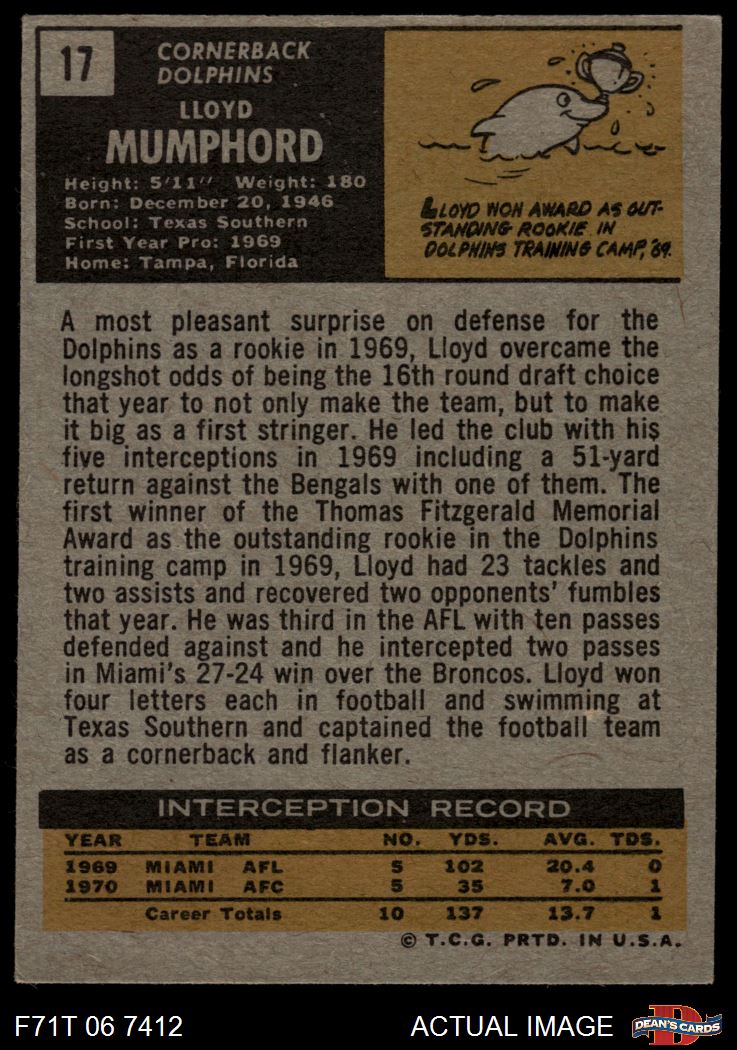 17
CORNERBACK
DOLPHINS
LLOYD
MUMPHORD
Height: 5'11" Weight: 180
Born: December 20, 1946
School: Texas Southern
First Year Pro: 1969
Home: Tampa, Florida
LLOYD WON AWARD AS OUT-
STANDING ROOKIE IN
DOLPHINS TRAINING CAMP, '69.
A most pleasant surprise on defense for the
Dolphins as a rookie in 1969, Lloyd overcame the
longshot odds of being the 16th round draft choice
that year to not only make the team, but to make
it big as a first stringer. He led the club with his
five interceptions in 1969 including a 51-yard
return against the Bengals with one of them. The
first winner of the Thomas Fitzgerald Memorial
Award as the outstanding rookie in the Dolphins
training camp in 1969, Lloyd had 23 tackles and
two assists and recovered two opponents' fumbles
that year. He was third in the AFL with ten passes
defended against and he intercepted two passes
in Miami's 27-24 win over the Broncos. Lloyd won
four letters each in football and swimming at
Texas Southern and captained the football team
as a cornerback and flanker.
INTERCEPTION RECORD
YEAR TEAM NO. YDS. AVG. TDS.
1969 MIAMI AFL 5 102 20.4 0
1970 MIAMI AFC 5 35 7.0 1
Career Totals 10 137 13.7 1
© T.C.G. PRTD. IN U.S.A.
F71T 06 7412 ACTUAL IMAGE
D
DEAN'S CARDS